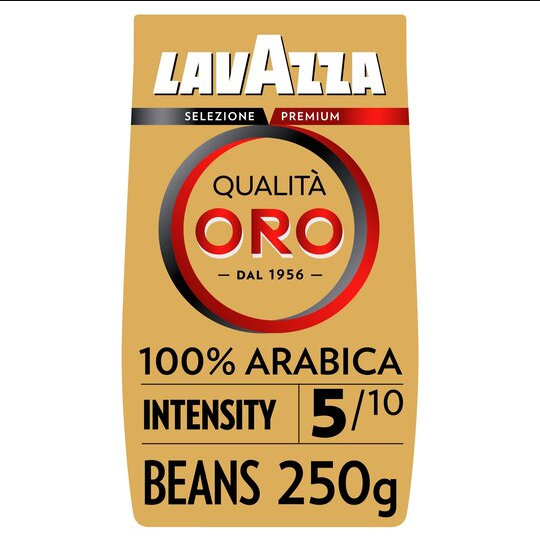 LAVAZZA
SELEZIONE PREMIUM
QUALITÀ
ORO
— DAL 1956 —
100% ARABICA
INTENSITY 5/10
BEANS 250g